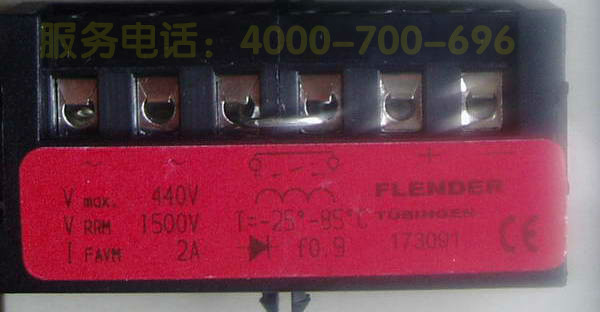 服务电话：4000-700-696
~ ~ + −
V max. 440V
V RRM 1500V
I FAVM 2A
T=-25°-85°C
f0.9
FLENDER
TÜBINGEN
173091
CE